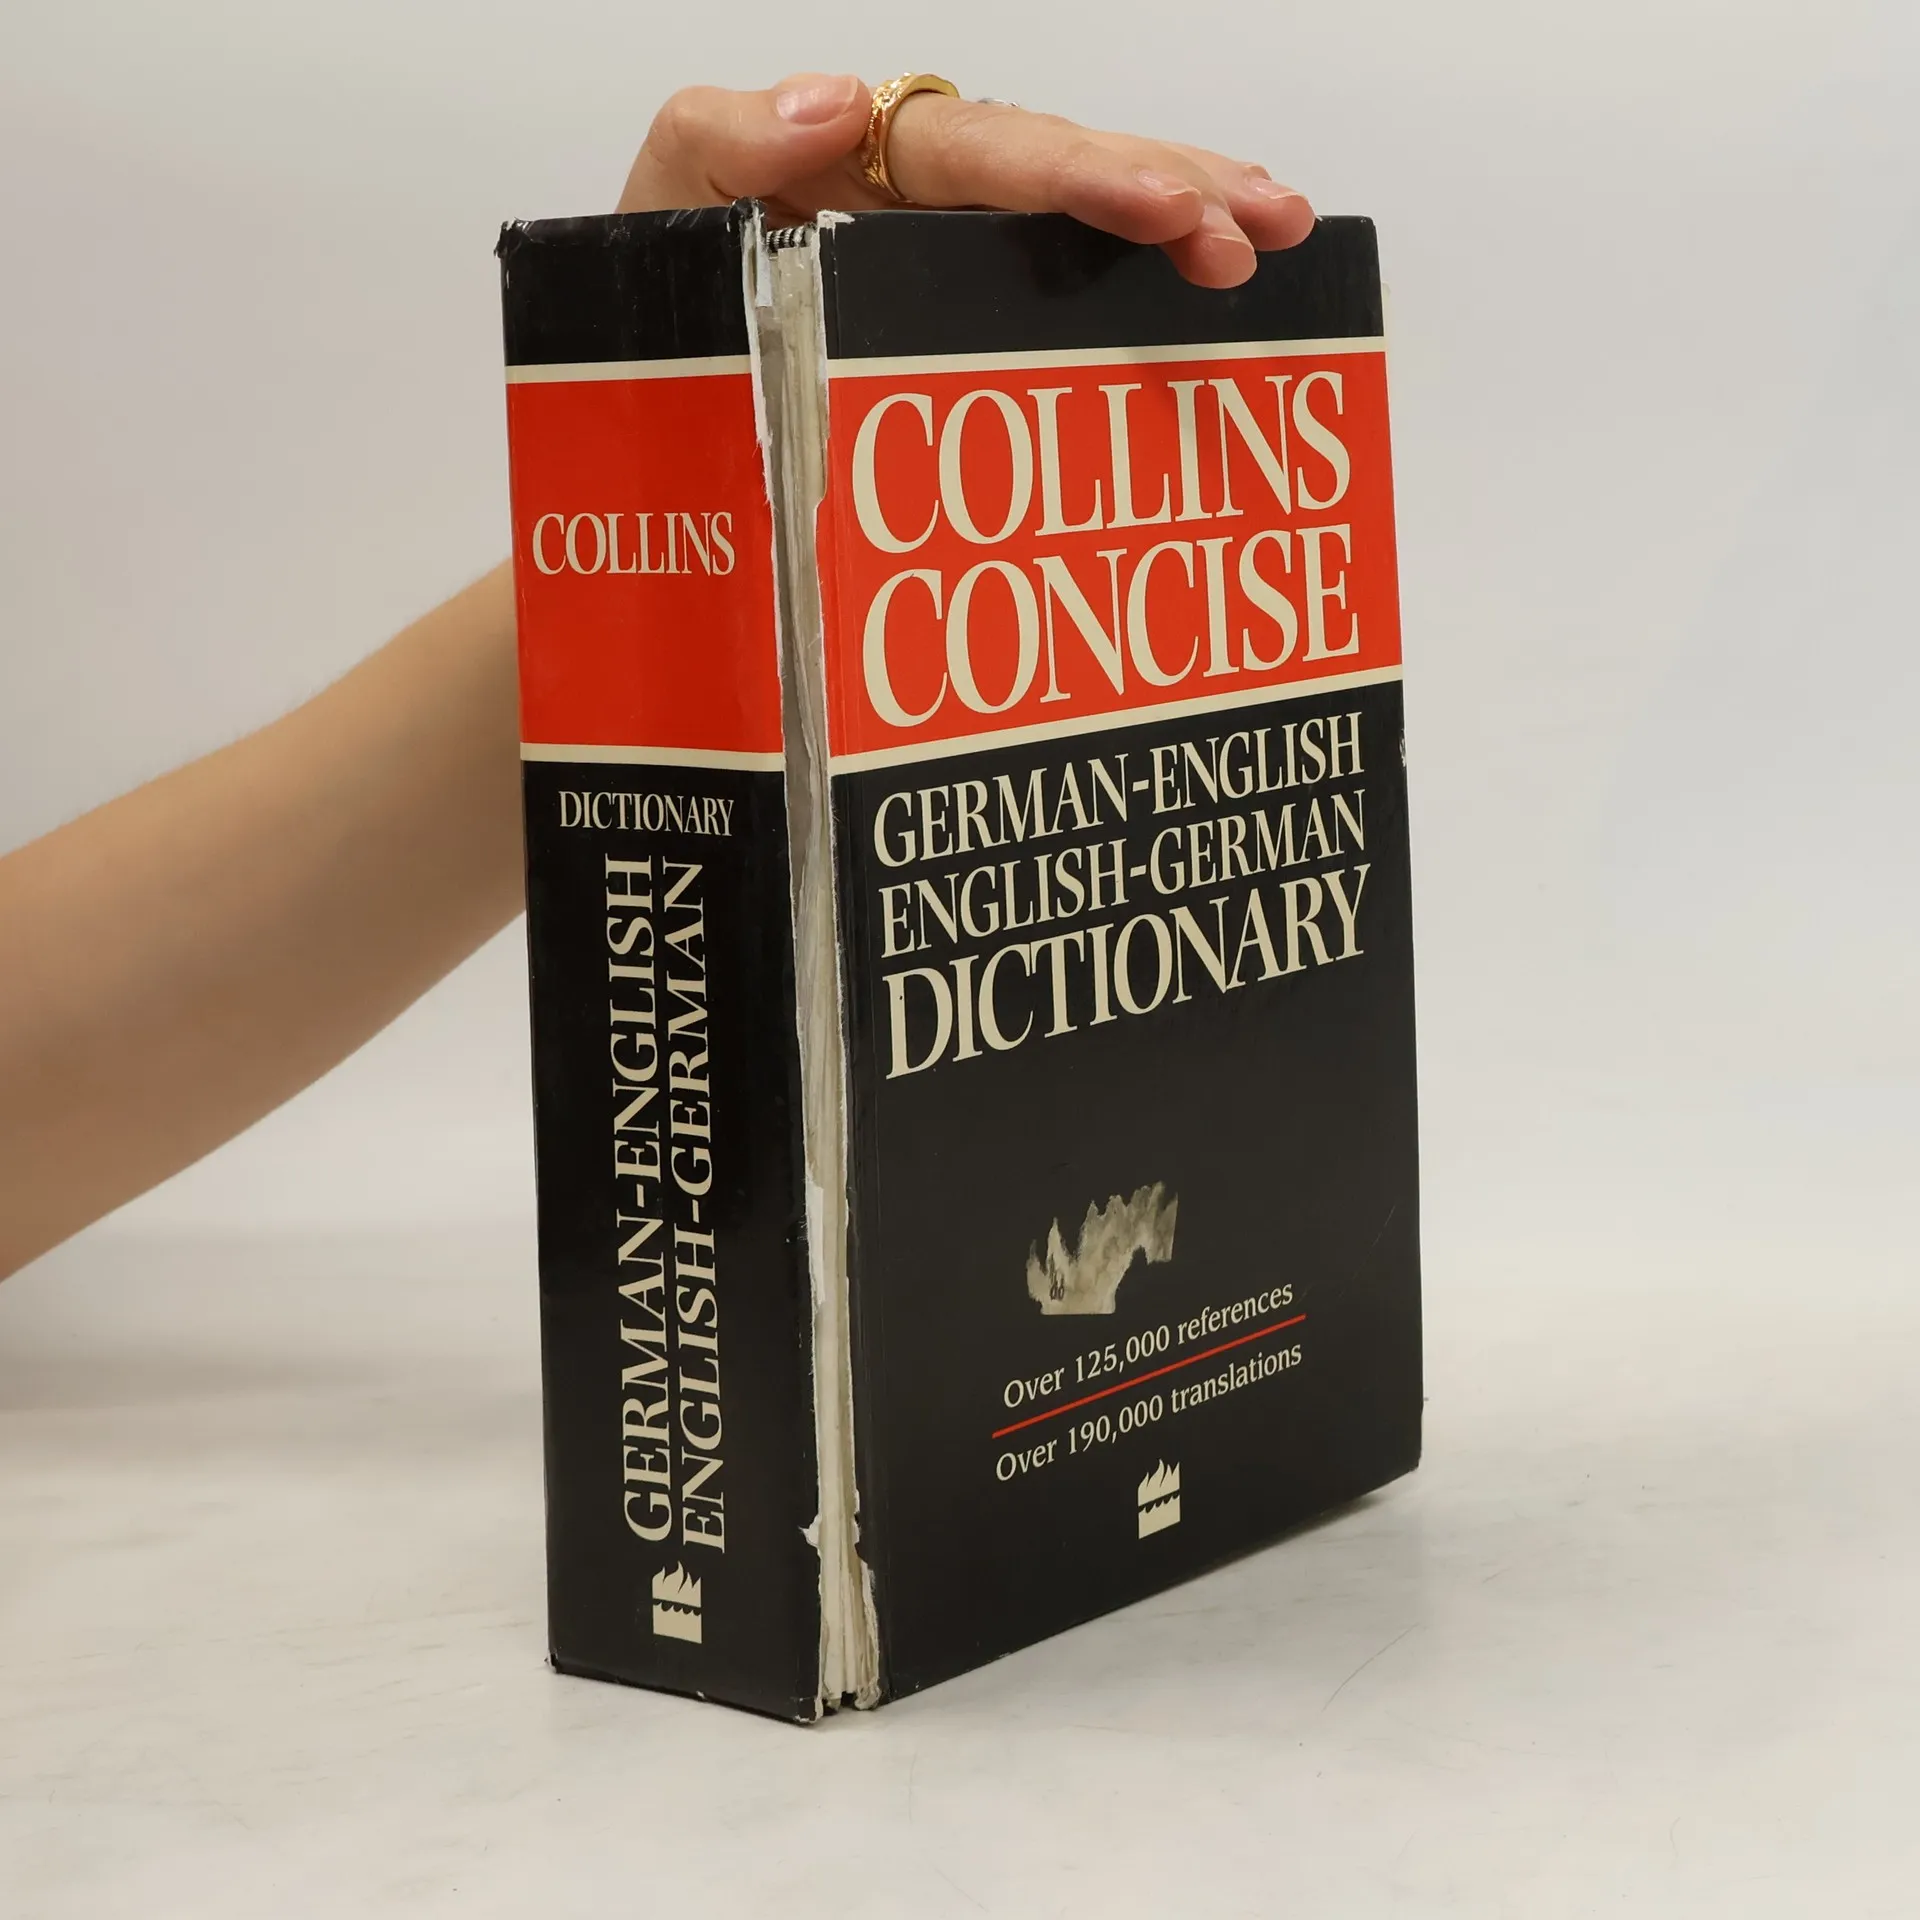 COLLINS
DICTIONARY
GERMAN-ENGLISH
ENGLISH-GERMAN
COLLINS
CONCISE
GERMAN-ENGLISH
ENGLISH-GERMAN
DICTIONARY
Over 125,000 references
Over 190,000 translations